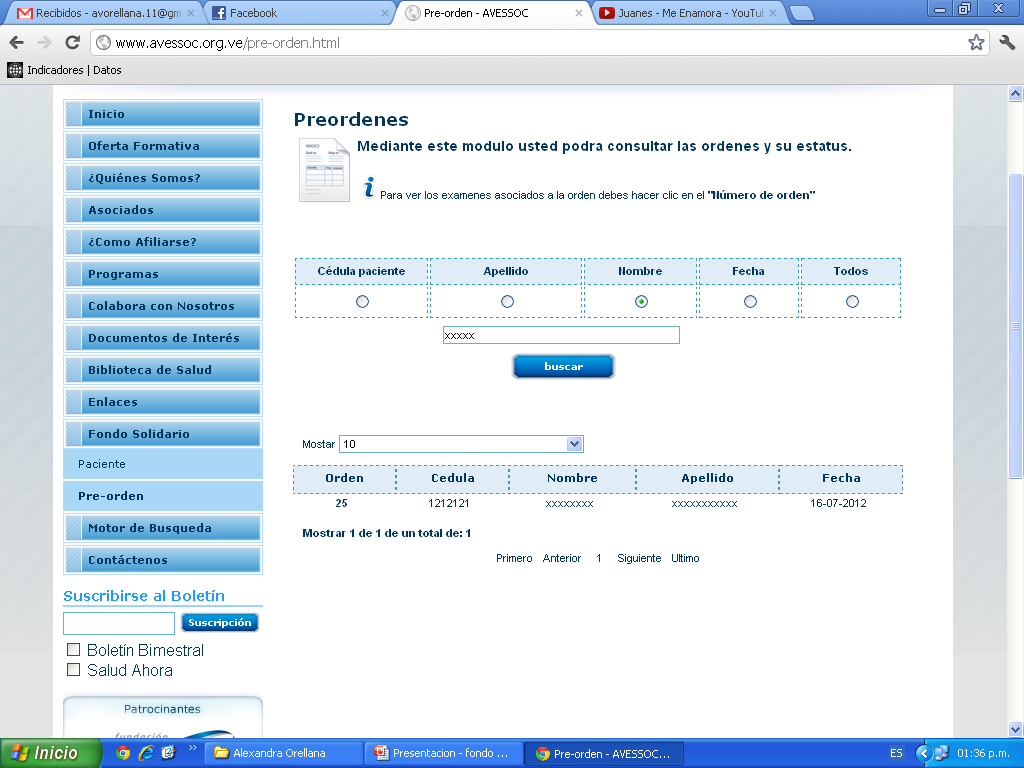 Recibidos - avorellana.11@gm
Facebook
Pre-orden - AVESSOC
Juanes - Me Enamora - YouTu
www.avessoc.org.ve/pre-orden.html
Indicadores | Datos
Inicio
Oferta Formativa
¿Quiénes Somos?
Asociados
¿Como Afiliarse?
Programas
Colabora con Nosotros
Documentos de Interés
Biblioteca de Salud
Enlaces
Fondo Solidario
Paciente
Pre-orden
Motor de Busqueda
Contáctenos
Suscribirse al Boletín
Suscripción
Boletín Bimestral
Salud Ahora
Patrocinantes
fundación
Preordenes
Mediante este modulo usted podra consultar las ordenes y su estatus.
INVOICE
Para ver los examenes asociados a la orden debes hacer clic en el "Número de orden"
Cédula paciente Apellido Nombre Fecha Todos
xxxxx
buscar
Mostar 10
Orden Cedula Nombre Apellido Fecha
25 1212121 xxxxxxxx xxxxxxxxxxx 16-07-2012
Mostrar 1 de 1 de un total de: 1
Primero Anterior 1 Siguiente Ultimo
Inicio
Alexandra Orellana
Presentacion - fondo ...
Pre-orden - AVESSOC...
ES
01:36 p.m.